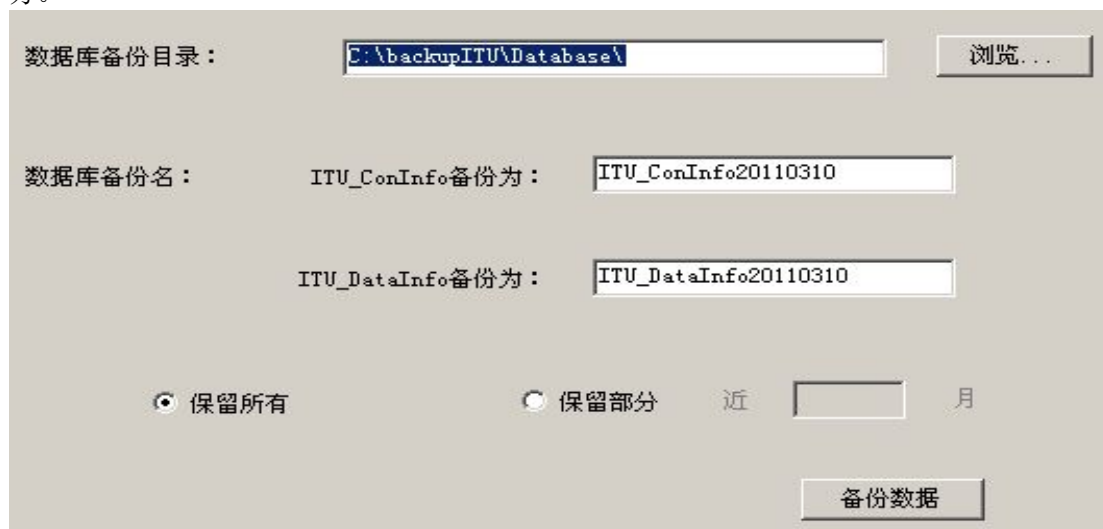 数据库备份目录： C:\backupITU\Database\ 浏览...
数据库备份名： ITU_ConInfo备份为： ITU_ConInfo20110310
ITU_DataInfo备份为： ITU_DataInfo20110310
保留所有 保留部分 近 月
备份数据